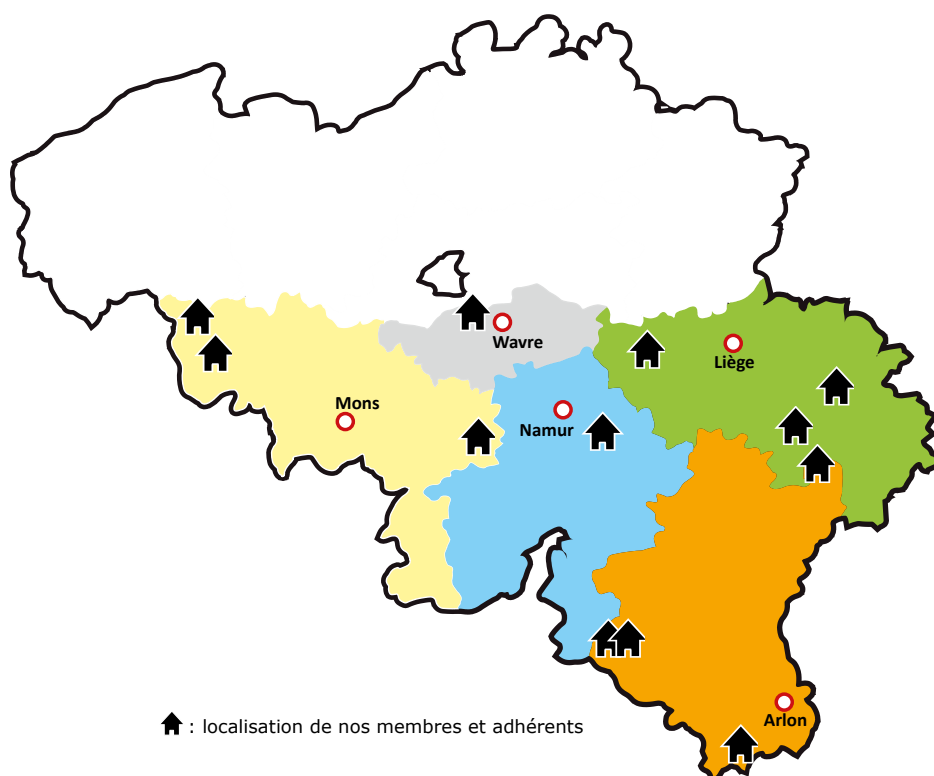 Wavre
Liège
Mons
Namur
Arlon
: localisation de nos membres et adhérents